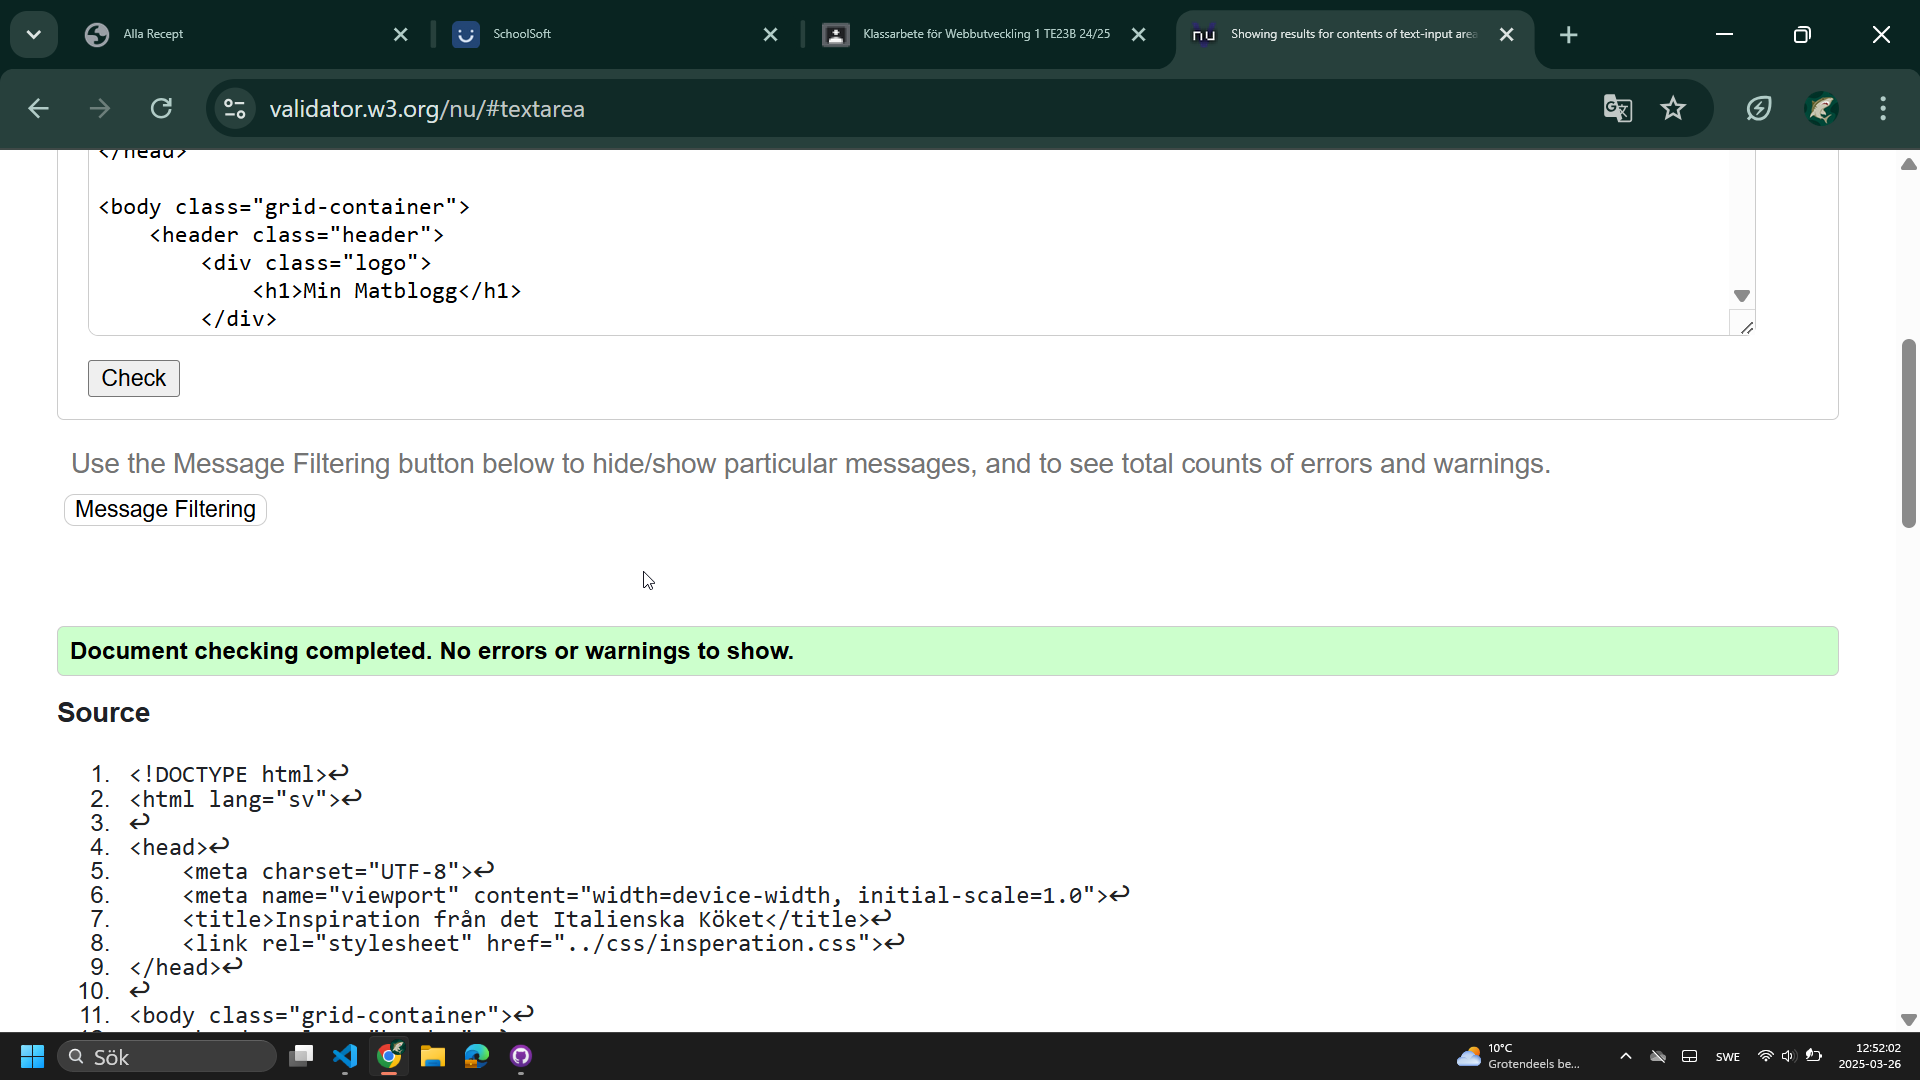 Alla Recept
SchoolSoft
Klassarbete för Webbutveckling 1 TE23B 24/25
nu Showing results for contents of text-input area
validator.w3.org/nu/#textarea
</head>
<body class="grid-container">
<header class="header">
<div class="logo">
<h1>Min Matblogg</h1>
</div>
Check
Use the Message Filtering button below to hide/show particular messages, and to see total counts of errors and warnings.
Message Filtering
Document checking completed. No errors or warnings to show.
Source
1. <!DOCTYPE html>↩
2. <html lang="sv">↩
3. ↩
4. <head>↩
5. <meta charset="UTF-8">↩
6. <meta name="viewport" content="width=device-width, initial-scale=1.0">↩
7. <title>Inspiration från det Italienska Köket</title>↩
8. <link rel="stylesheet" href="../css/insperation.css">↩
9. </head>↩
10. ↩
11. <body class="grid-container">↩
Sök
10°C
Grotendeels be...
SWE
12:52:02
2025-03-26